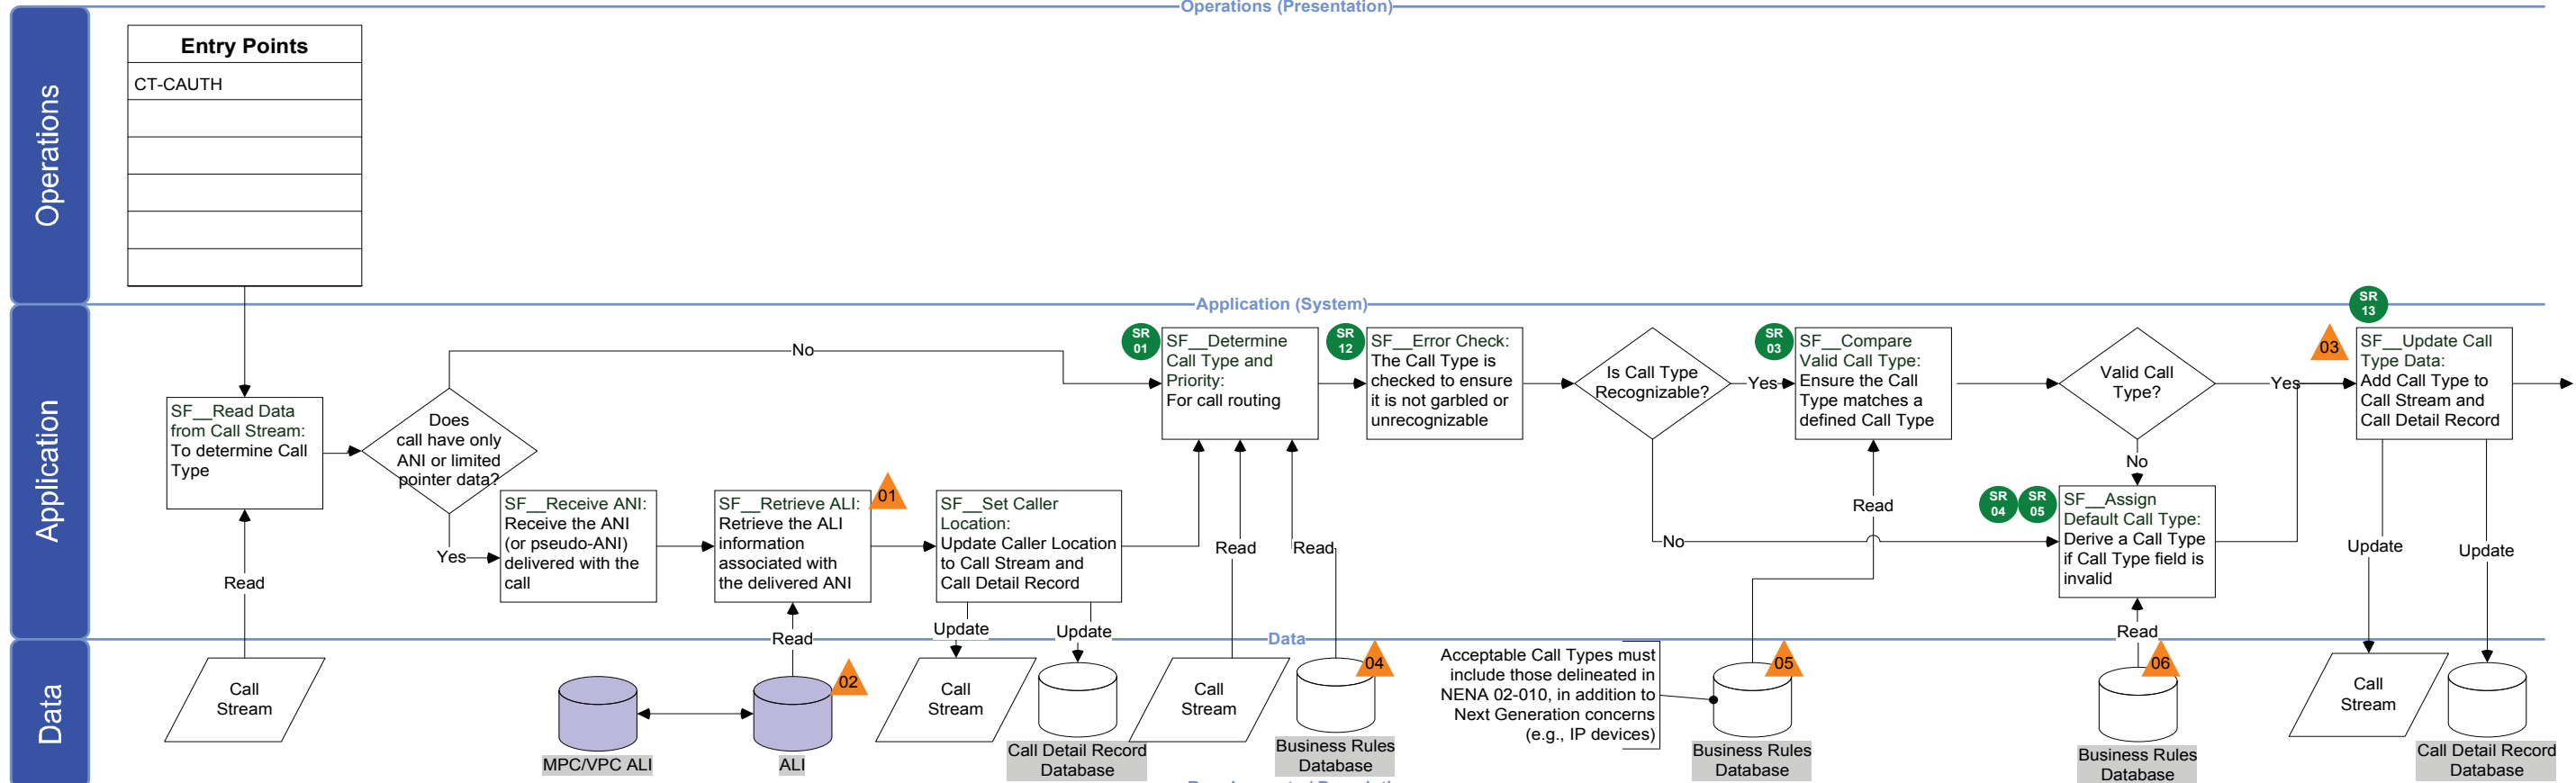 Operations (Presentation)
Operations
Entry Points
CT-CAUTH
Application (System)
Application
SF__Read Data
from Call Stream:
To determine Call
Type
Read
Does
call have only
ANI or limited
pointer data?
No
Yes
SF__Receive ANI:
Receive the ANI
(or pseudo-ANI)
delivered with the
call
SF__Retrieve ALI:
Retrieve the ALI
information
associated with
the delivered ANI
01
Read
SF__Set Caller
Location:
Update Caller Location
to Call Stream and
Call Detail Record
Update
Update
SR
01
SF__Determine
Call Type and
Priority:
For call routing
Read
Read
SR
12
SF__Error Check:
The Call Type is
checked to ensure
it is not garbled or
unrecognizable
Is Call Type
Recognizable?
Yes
No
SR
03
SF__Compare
Valid Call Type:
Ensure the Call
Type matches a
defined Call Type
Read
Valid Call
Type?
Yes
No
SR
04
SR
05
SF__Assign
Default Call Type:
Derive a Call Type
if Call Type field is
invalid
Read
03
SR
13
SF__Update Call
Type Data:
Add Call Type to
Call Stream and
Call Detail Record
Update
Update
Data
Data
Call
Stream
MPC/VPC ALI
02
ALI
Call
Stream
Call Detail Record
Database
Call
Stream
04
Business Rules
Database
Acceptable Call Types must
include those delineated in
NENA 02-010, in addition to
Next Generation concerns
(e.g., IP devices)
05
Business Rules
Database
06
Business Rules
Database
Call
Stream
Call Detail Record
Database